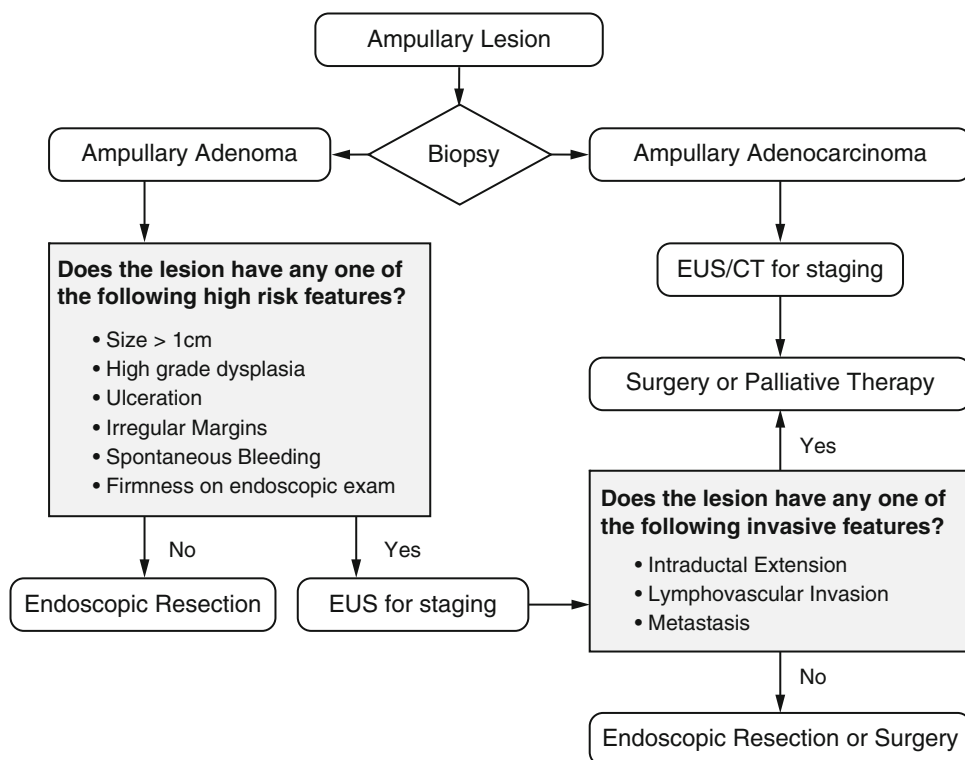 Ampullary Lesion
Biopsy
Ampullary Adenoma
Ampullary Adenocarcinoma
Does the lesion have any one of
the following high risk features?
• Size > 1cm
• High grade dysplasia
• Ulceration
• Irregular Margins
• Spontaneous Bleeding
• Firmness on endoscopic exam
No
Yes
Endoscopic Resection
EUS for staging
EUS/CT for staging
Surgery or Palliative Therapy
Yes
Does the lesion have any one of
the following invasive features?
• Intraductal Extension
• Lymphovascular Invasion
• Metastasis
No
Endoscopic Resection or Surgery